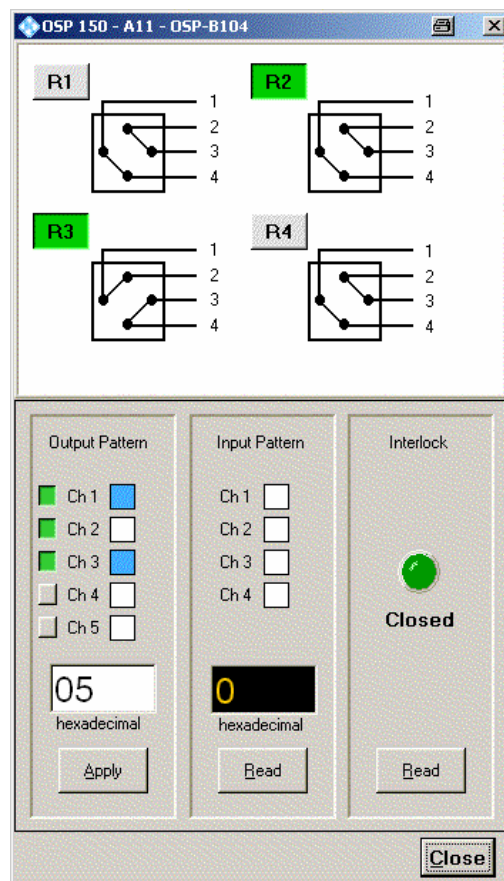 OSP 150 - A11 - OSP-B104
R1
1
2
3
4
R2
1
2
3
4
R3
1
2
3
4
R4
1
2
3
4
Output Pattern
Ch 1
Ch 2
Ch 3
Ch 4
Ch 5
05
hexadecimal
Apply
Input Pattern
Ch 1
Ch 2
Ch 3
Ch 4
0
hexadecimal
Read
Interlock
Closed
Read
Close